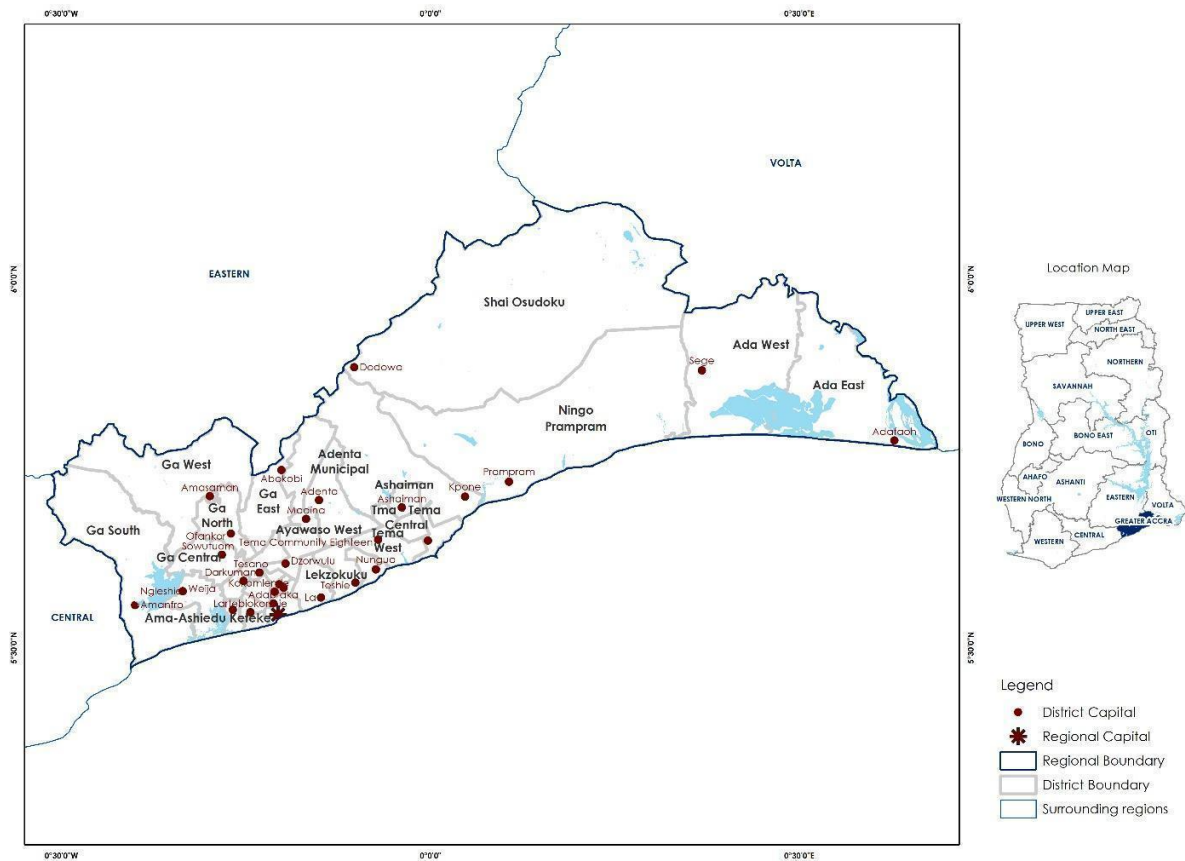 0°30'0"W
0°0'0"
0°30'0"E
VOLTA
EASTERN
6°0'0"N
6°0'0"N
Shai Osudoku
Dodowa
Sege
Ada West
Ada East
Ningo
Prampram
Adafaoh
Ga West
Amasaman
Abokobi
Adenta
Municipal
Adenta
Prampram
Kpone
Ashaiman
Ashaiman
Ga
East
Ga
North
Ga South
Madina
Tma
Tema
Central
Ayawaso West
Ofankor
Sowutuom
Ga Central
Tema Community Eighteen
Tema
West
Tesano
Dzorwulu
Nungua
Darkuman
Lekzokuku
Teshie
Ngleshie
Weija
Amanfro
La
Ama-Ashiedu Keteke
CENTRAL
5°30'0"N
5°30'0"N
0°30'0"W
0°0'0"
0°30'0"E
Location Map
UPPER WEST
UPPER EAST
NORTH EAST
NORTHERN
SAVANNAH
BONO
BONO EAST
OTI
AHAFO
ASHANTI
WESTERN NORTH
EASTERN
VOLTA
GREATER ACCRA
CENTRAL
WESTERN
Legend
District Capital
Regional Capital
Regional Boundary
District Boundary
Surrounding regions